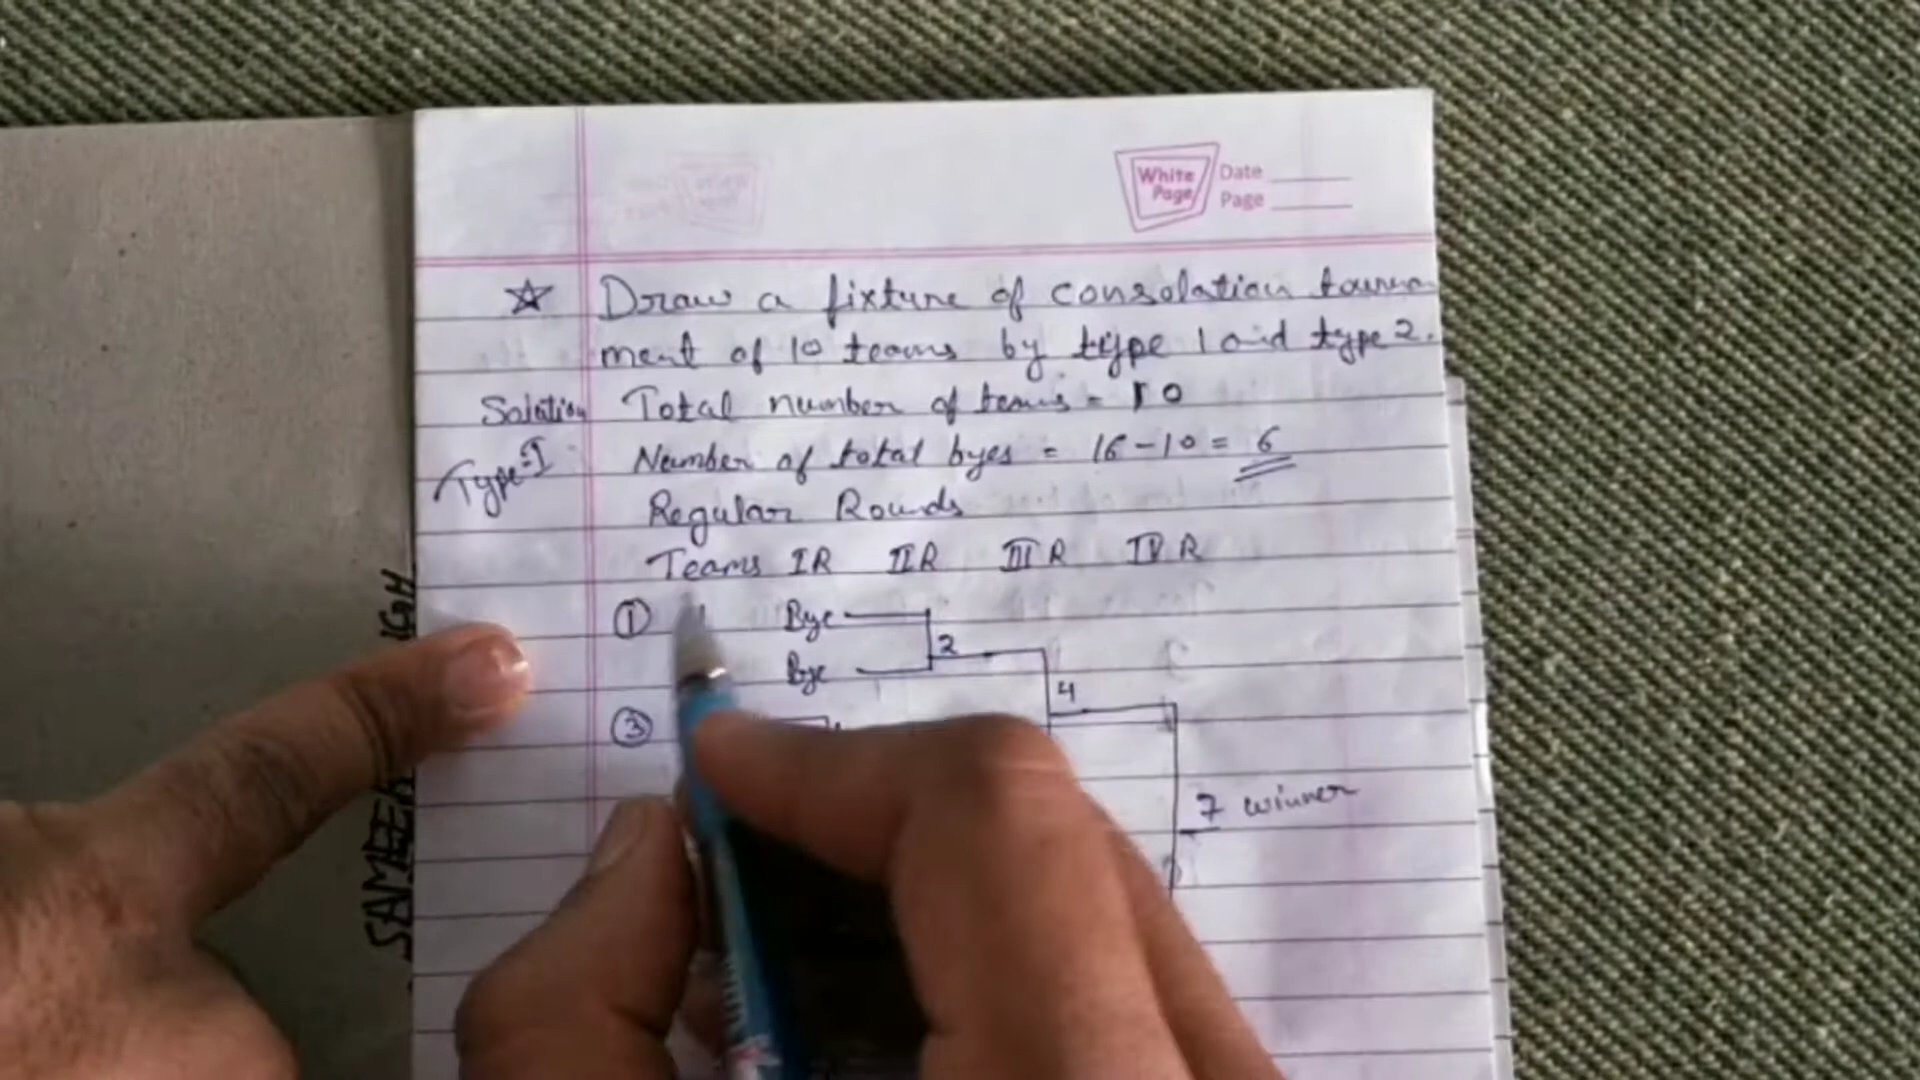 White
Page
Date
Page
Draw a fixture of consolation tourna
ment of 10 teams by type 1 and type 2.
Solution Total number of teams = 10
Type-I Number of total byes = 16 - 10 = 6
Regular Rounds
Teams IR IIR IIIR IVR
1 Bye
2
Bye
4
3
7 winner
SAMEER